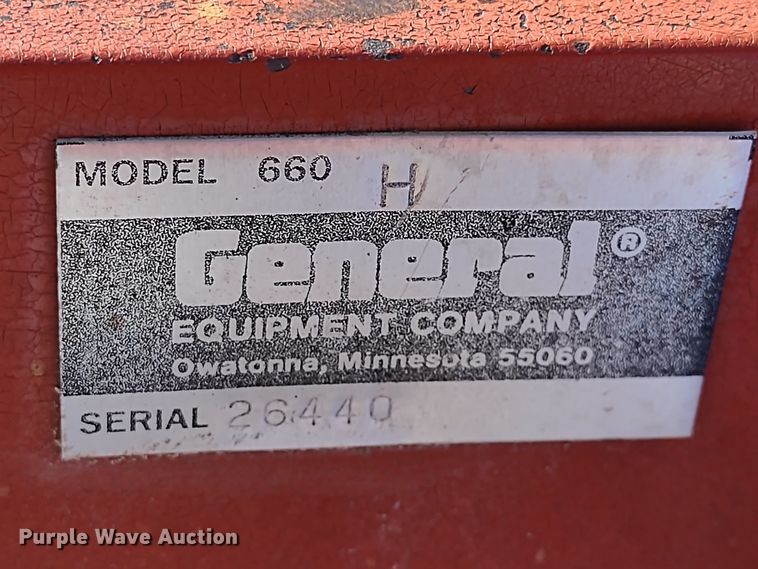 MODEL 660 H
General®
EQUIPMENT COMPANY
Owatonna, Minnesota 55060
SERIAL 26440
Purple Wave Auction